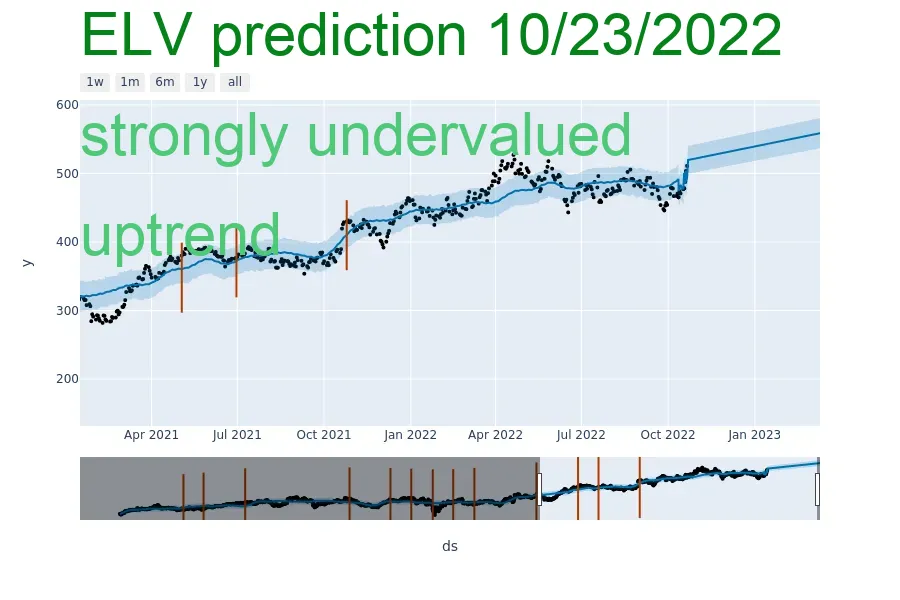 ELV prediction 10/23/2022
1w 1m 6m 1y all
600
strongly undervalued
500
uptrend
400
y
300
200
Apr 2021 Jul 2021 Oct 2021 Jan 2022 Apr 2022 Jul 2022 Oct 2022 Jan 2023
ds